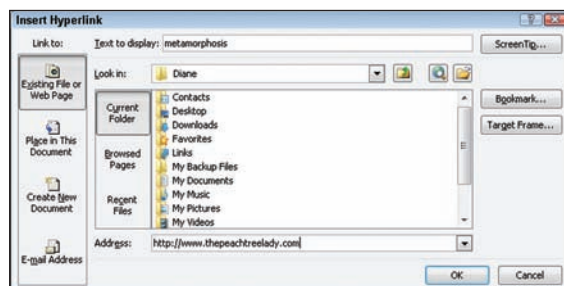 Insert Hyperlink
Link to:
Text to display: metamorphosis
ScreenTip...
Existing File or
Web Page
Look in:
Diane
Current
Folder
Browsed
Pages
Recent
Files
Contacts
Desktop
Downloads
Favorites
Links
My Backup Files
My Documents
My Music
My Pictures
My Videos
Bookmark...
Target Frame...
Place in This
Document
Create New
Document
E-mail Address
Address: http://www.thepeachtreelady.com
OK
Cancel